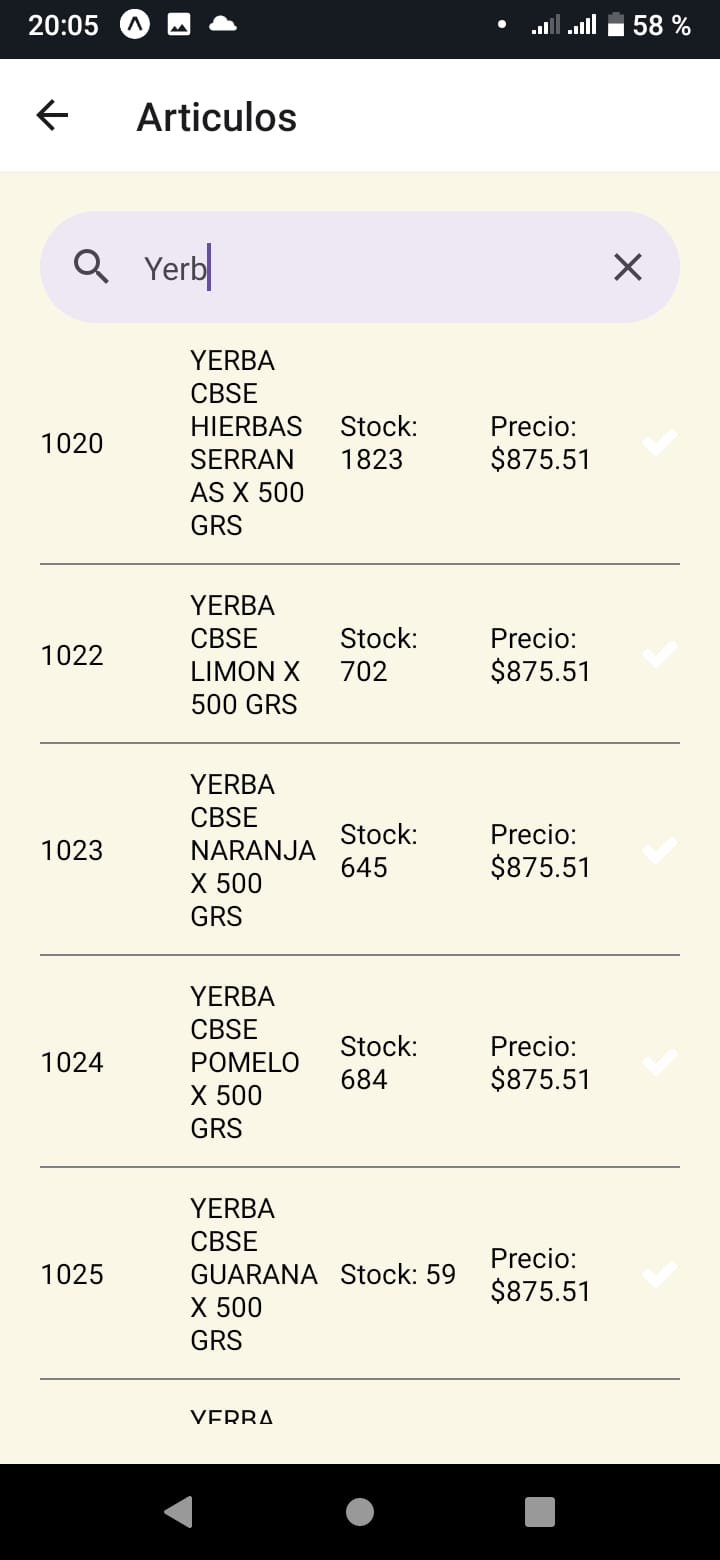 20:05
58 %
Articulos
Yerb
1020
YERBA
CBSE
HIERBAS
SERRAN
AS X 500
GRS
Stock:
1823
Precio:
$875.51
1022
YERBA
CBSE
LIMON X
500 GRS
Stock:
702
Precio:
$875.51
1023
YERBA
CBSE
NARANJA
X 500
GRS
Stock:
645
Precio:
$875.51
1024
YERBA
CBSE
POMELO
X 500
GRS
Stock:
684
Precio:
$875.51
1025
YERBA
CBSE
GUARANA
X 500
GRS
Stock: 59
Precio:
$875.51
YERBA